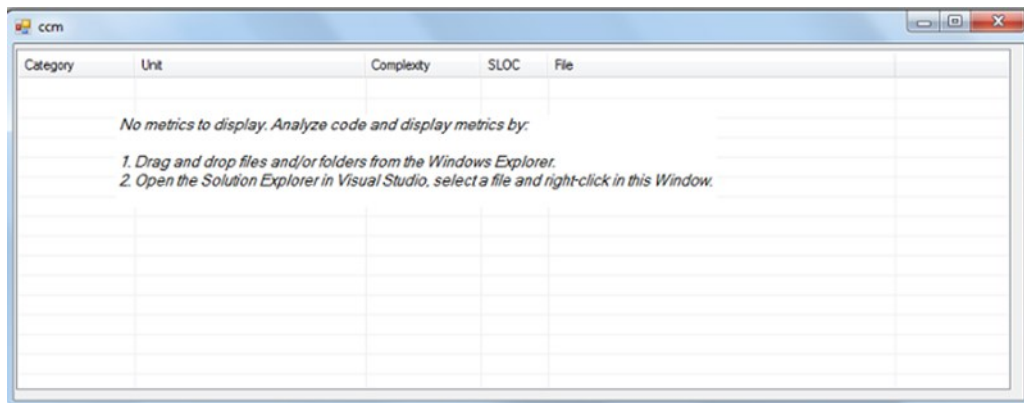 ccm
Category Unit Complexity SLOC File
No metrics to display. Analyze code and display metrics by:
1. Drag and drop files and/or folders from the Windows Explorer.
2. Open the Solution Explorer in Visual Studio, select a file and right-click in this Window.